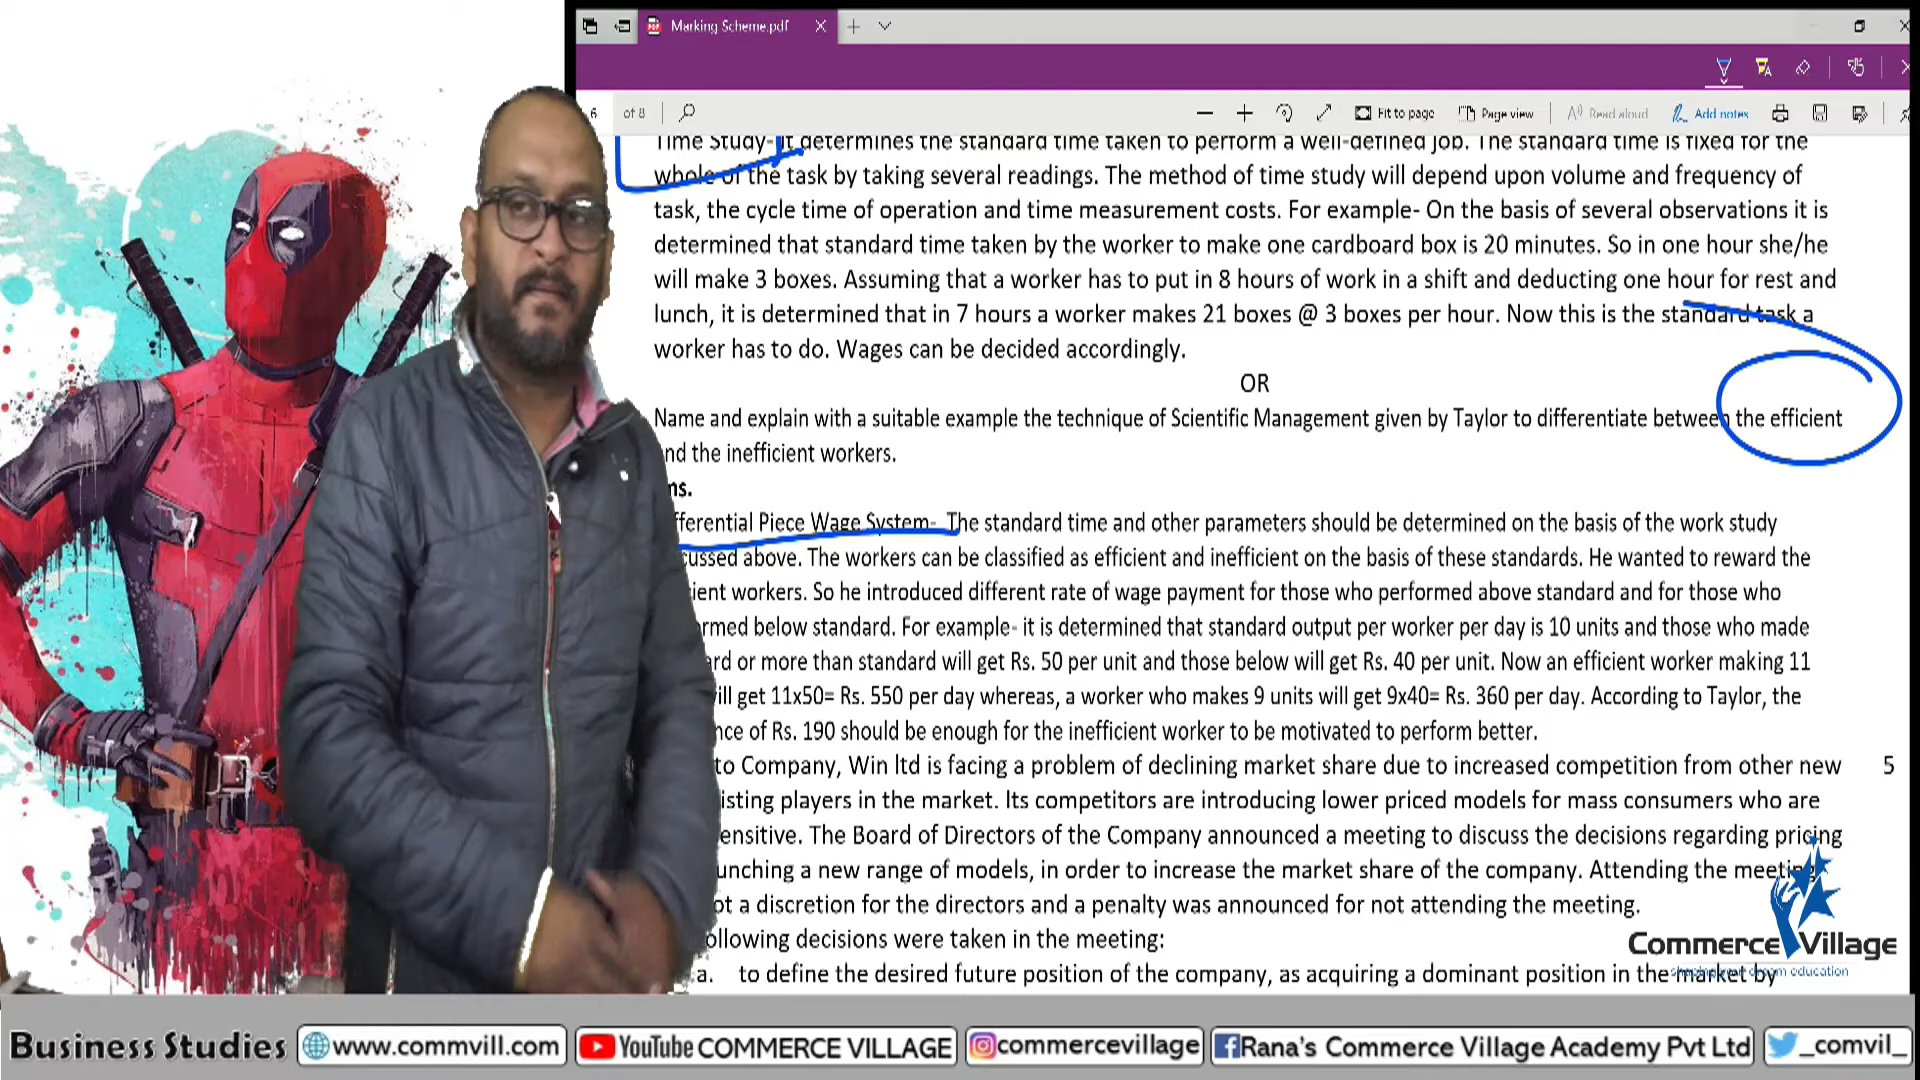 Marking Scheme.pdf
6 of 8
Fit to page
Page view
Read aloud
Add notes
Time Study- It determines the standard time taken to perform a well-defined job. The standard time is fixed for the
whole of the task by taking several readings. The method of time study will depend upon volume and frequency of
task, the cycle time of operation and time measurement costs. For example- On the basis of several observations it is
determined that standard time taken by the worker to make one cardboard box is 20 minutes. So in one hour she/he
will make 3 boxes. Assuming that a worker has to put in 8 hours of work in a shift and deducting one hour for rest and
lunch, it is determined that in 7 hours a worker makes 21 boxes @ 3 boxes per hour. Now this is the standard task a
worker has to do. Wages can be decided accordingly.
OR
Name and explain with a suitable example the technique of Scientific Management given by Taylor to differentiate between the efficient
nd the inefficient workers.
ns.
fferential Piece Wage System- The standard time and other parameters should be determined on the basis of the work study
cussed above. The workers can be classified as efficient and inefficient on the basis of these standards. He wanted to reward the
ient workers. So he introduced different rate of wage payment for those who performed above standard and for those who
rmed below standard. For example- it is determined that standard output per worker per day is 10 units and those who made
rd or more than standard will get Rs. 50 per unit and those below will get Rs. 40 per unit. Now an efficient worker making 11
ill get 11x50= Rs. 550 per day whereas, a worker who makes 9 units will get 9x40= Rs. 360 per day. According to Taylor, the
nce of Rs. 190 should be enough for the inefficient worker to be motivated to perform better.
to Company, Win ltd is facing a problem of declining market share due to increased competition from other new 5
isting players in the market. Its competitors are introducing lower priced models for mass consumers who are
ensitive. The Board of Directors of the Company announced a meeting to discuss the decisions regarding pricing
unching a new range of models, in order to increase the market share of the company. Attending the meeting
ot a discretion for the directors and a penalty was announced for not attending the meeting.
ollowing decisions were taken in the meeting:
a. to define the desired future position of the company, as acquiring a dominant position in the market by
Commerce Village
shaping your dream education
Business Studies
www.commvill.com
YouTube COMMERCE VILLAGE
commercevillage
Rana's Commerce Village Academy Pvt Ltd
_comvil_